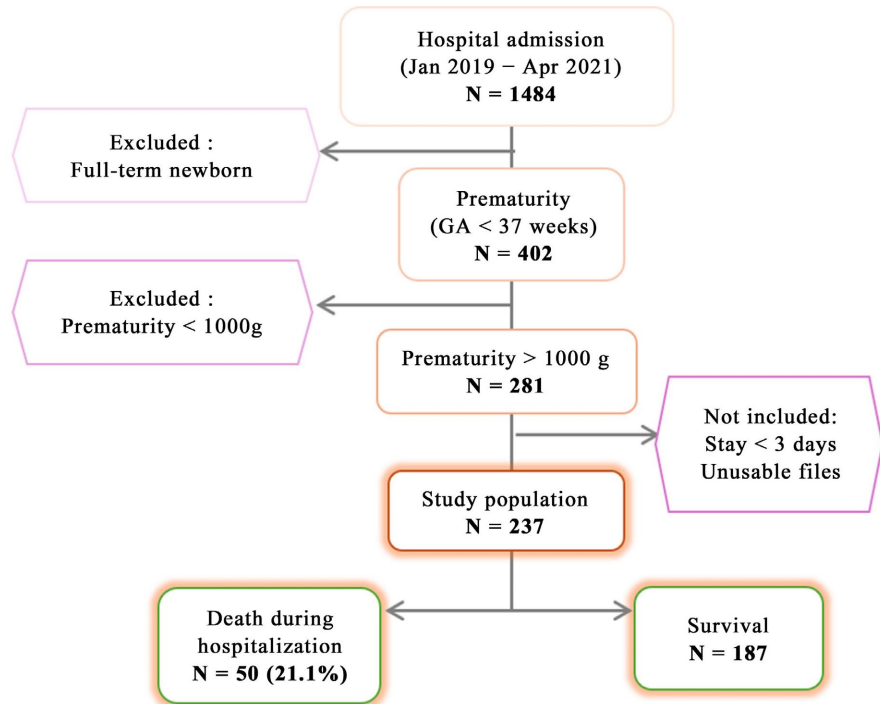 Hospital admission
(Jan 2019 − Apr 2021)
N = 1484
Excluded :
Full-term newborn
Prematurity
(GA < 37 weeks)
N = 402
Excluded :
Prematurity < 1000g
Prematurity > 1000 g
N = 281
Not included:
Stay < 3 days
Unusable files
Study population
N = 237
Death during
hospitalization
N = 50 (21.1%)
Survival
N = 187